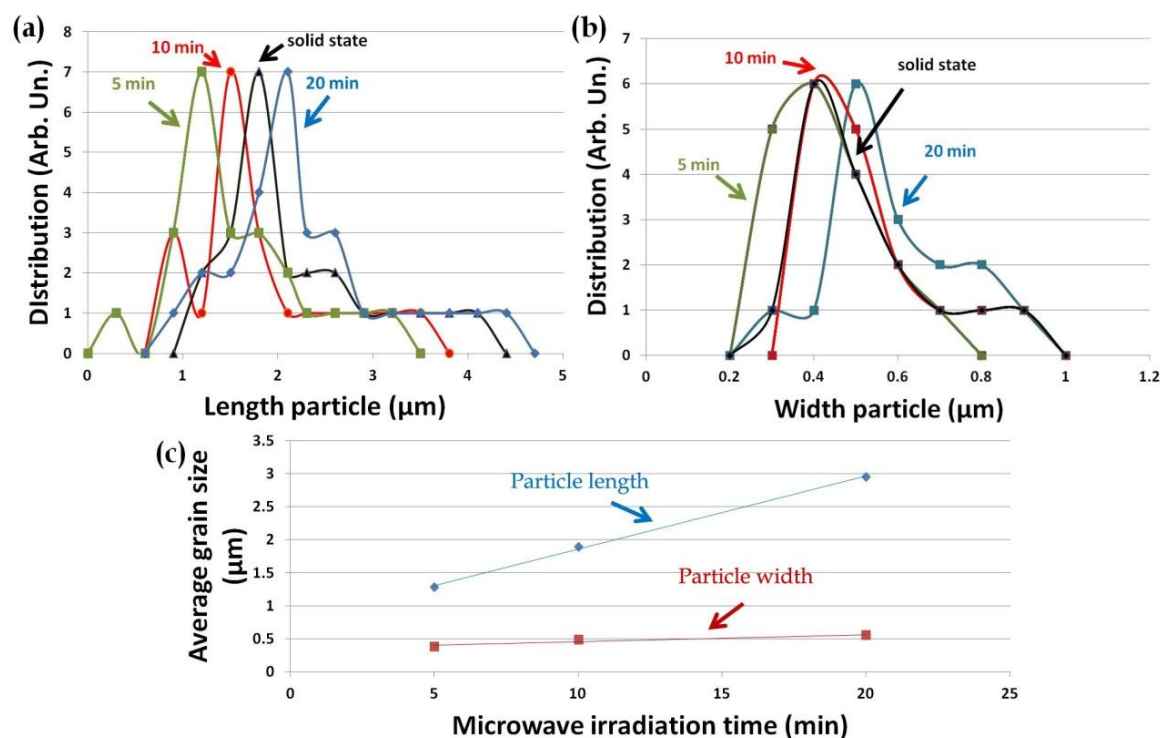 (a)
8
7
6
5
4
3
2
1
0
DIstribution (Arb. Un.)
5 min
10 min
solid state
20 min
0 1 2 3 4 5
Length particle (µm)
(b)
7
6
5
4
3
2
1
0
Distribution (Arb. Un.)
10 min
solid state
5 min
20 min
0 0.2 0.4 0.6 0.8 1 1.2
Width particle (µm)
(c)
Average grain size
(µm)
3.5
3
2.5
2
1.5
1
0.5
0
Particle length
Particle width
0 5 10 15 20 25
Microwave irradiation time (min)